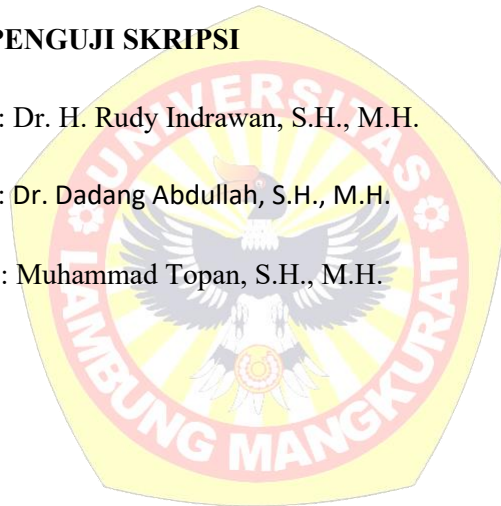 PENGUJI SKRIPSI
: Dr. H. Rudy Indrawan, S.H., M.H.
: Dr. Dadang Abdullah, S.H., M.H.
: Muhammad Topan, S.H., M.H.
UNIVERSITAS
LAMBUNG MANGKURAT